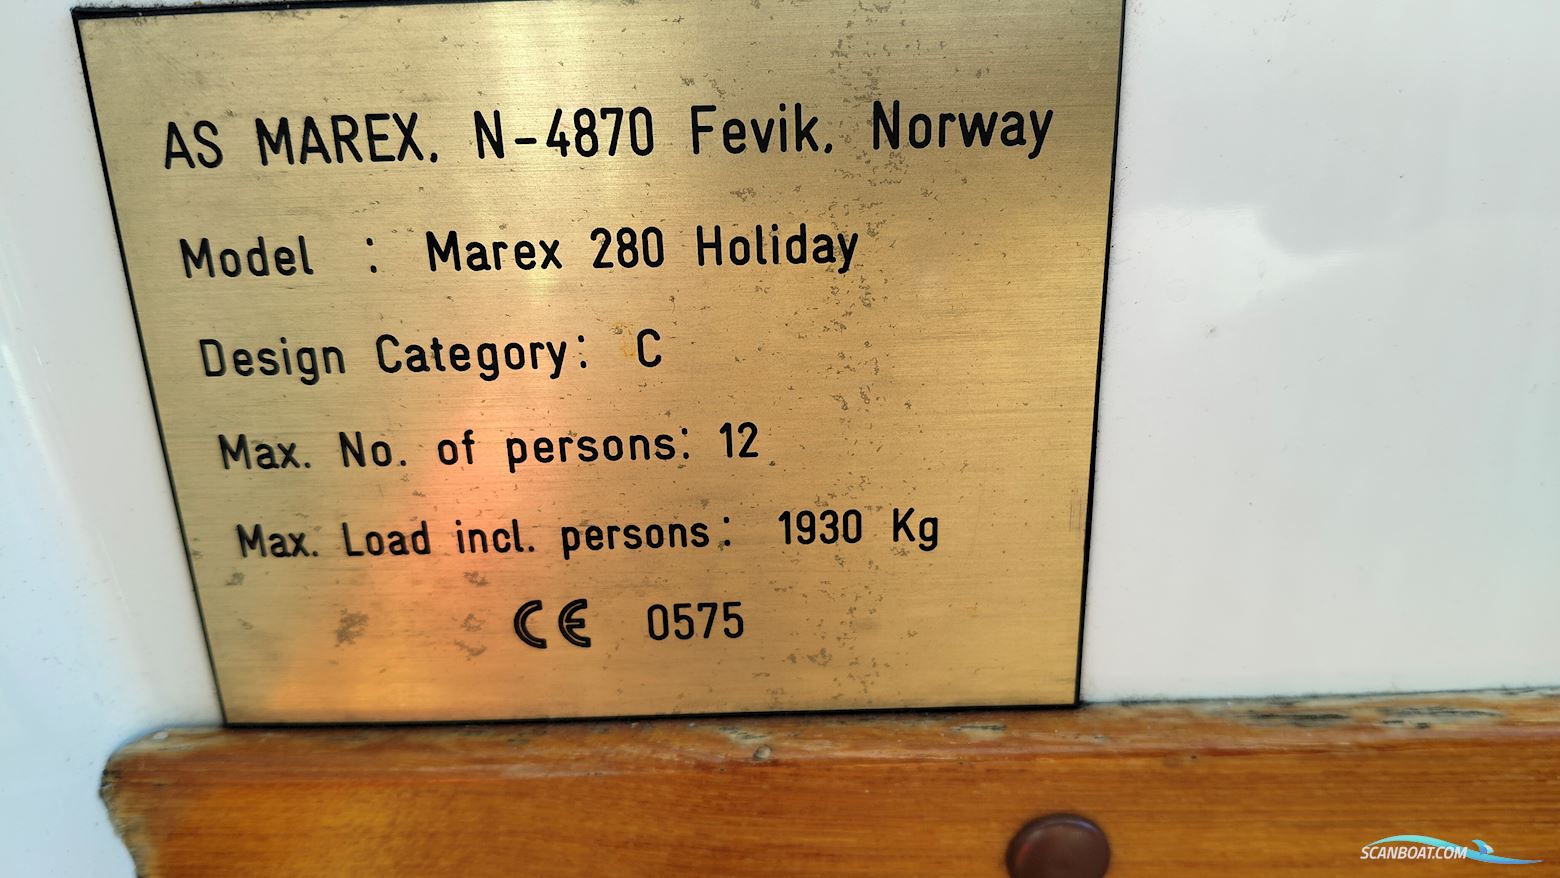 AS MAREX. N-4870 Fevik. Norway
Model : Marex 280 Holiday
Design Category: C
Max. No. of persons: 12
Max. Load incl. persons: 1930 Kg
CE 0575
SCANBOAT.COM